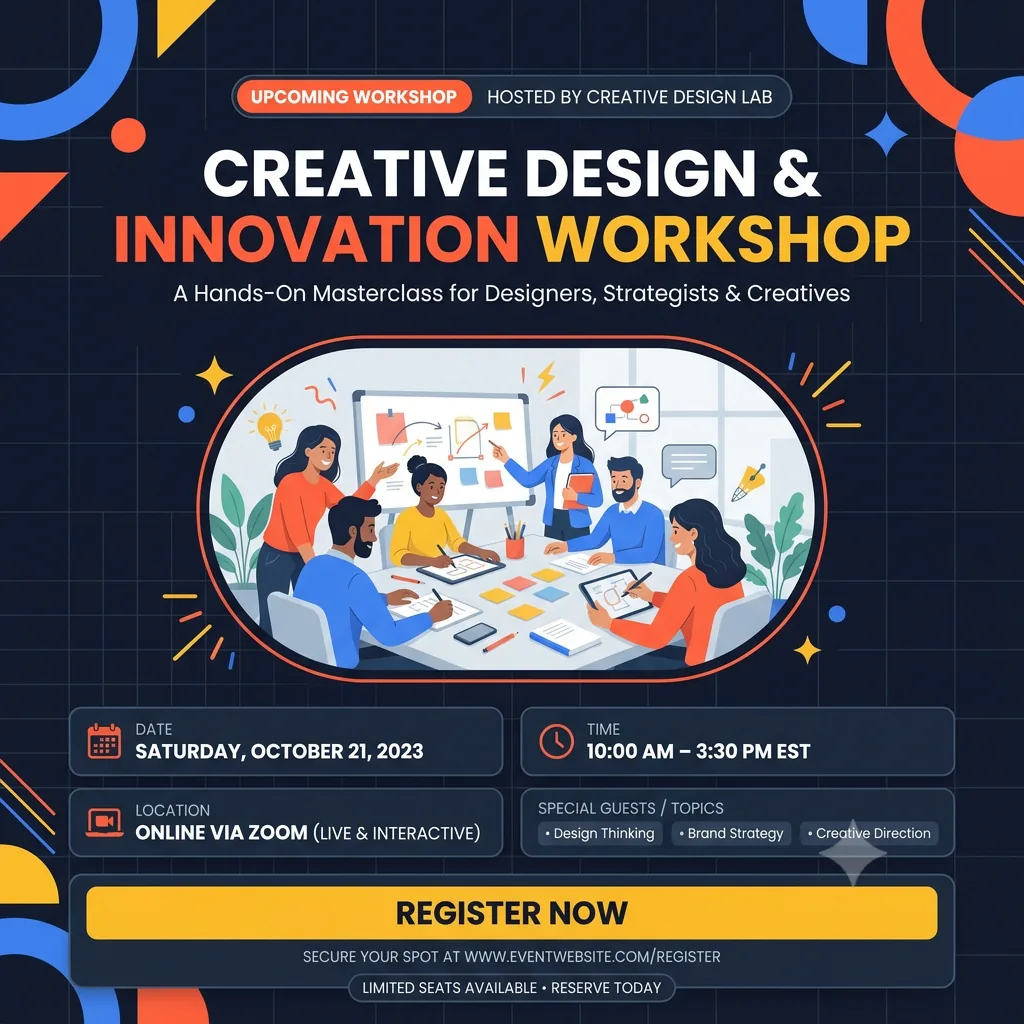 UPCOMING WORKSHOP HOSTED BY CREATIVE DESIGN LAB
CREATIVE DESIGN &
INNOVATION WORKSHOP
A Hands-On Masterclass for Designers, Strategists & Creatives
DATE
SATURDAY, OCTOBER 21, 2023
TIME
10:00 AM – 3:30 PM EST
LOCATION
ONLINE VIA ZOOM (LIVE & INTERACTIVE)
SPECIAL GUESTS / TOPICS
• Design Thinking • Brand Strategy • Creative Direction
REGISTER NOW
SECURE YOUR SPOT AT WWW.EVENTWEBSITE.COM/REGISTER
LIMITED SEATS AVAILABLE • RESERVE TODAY